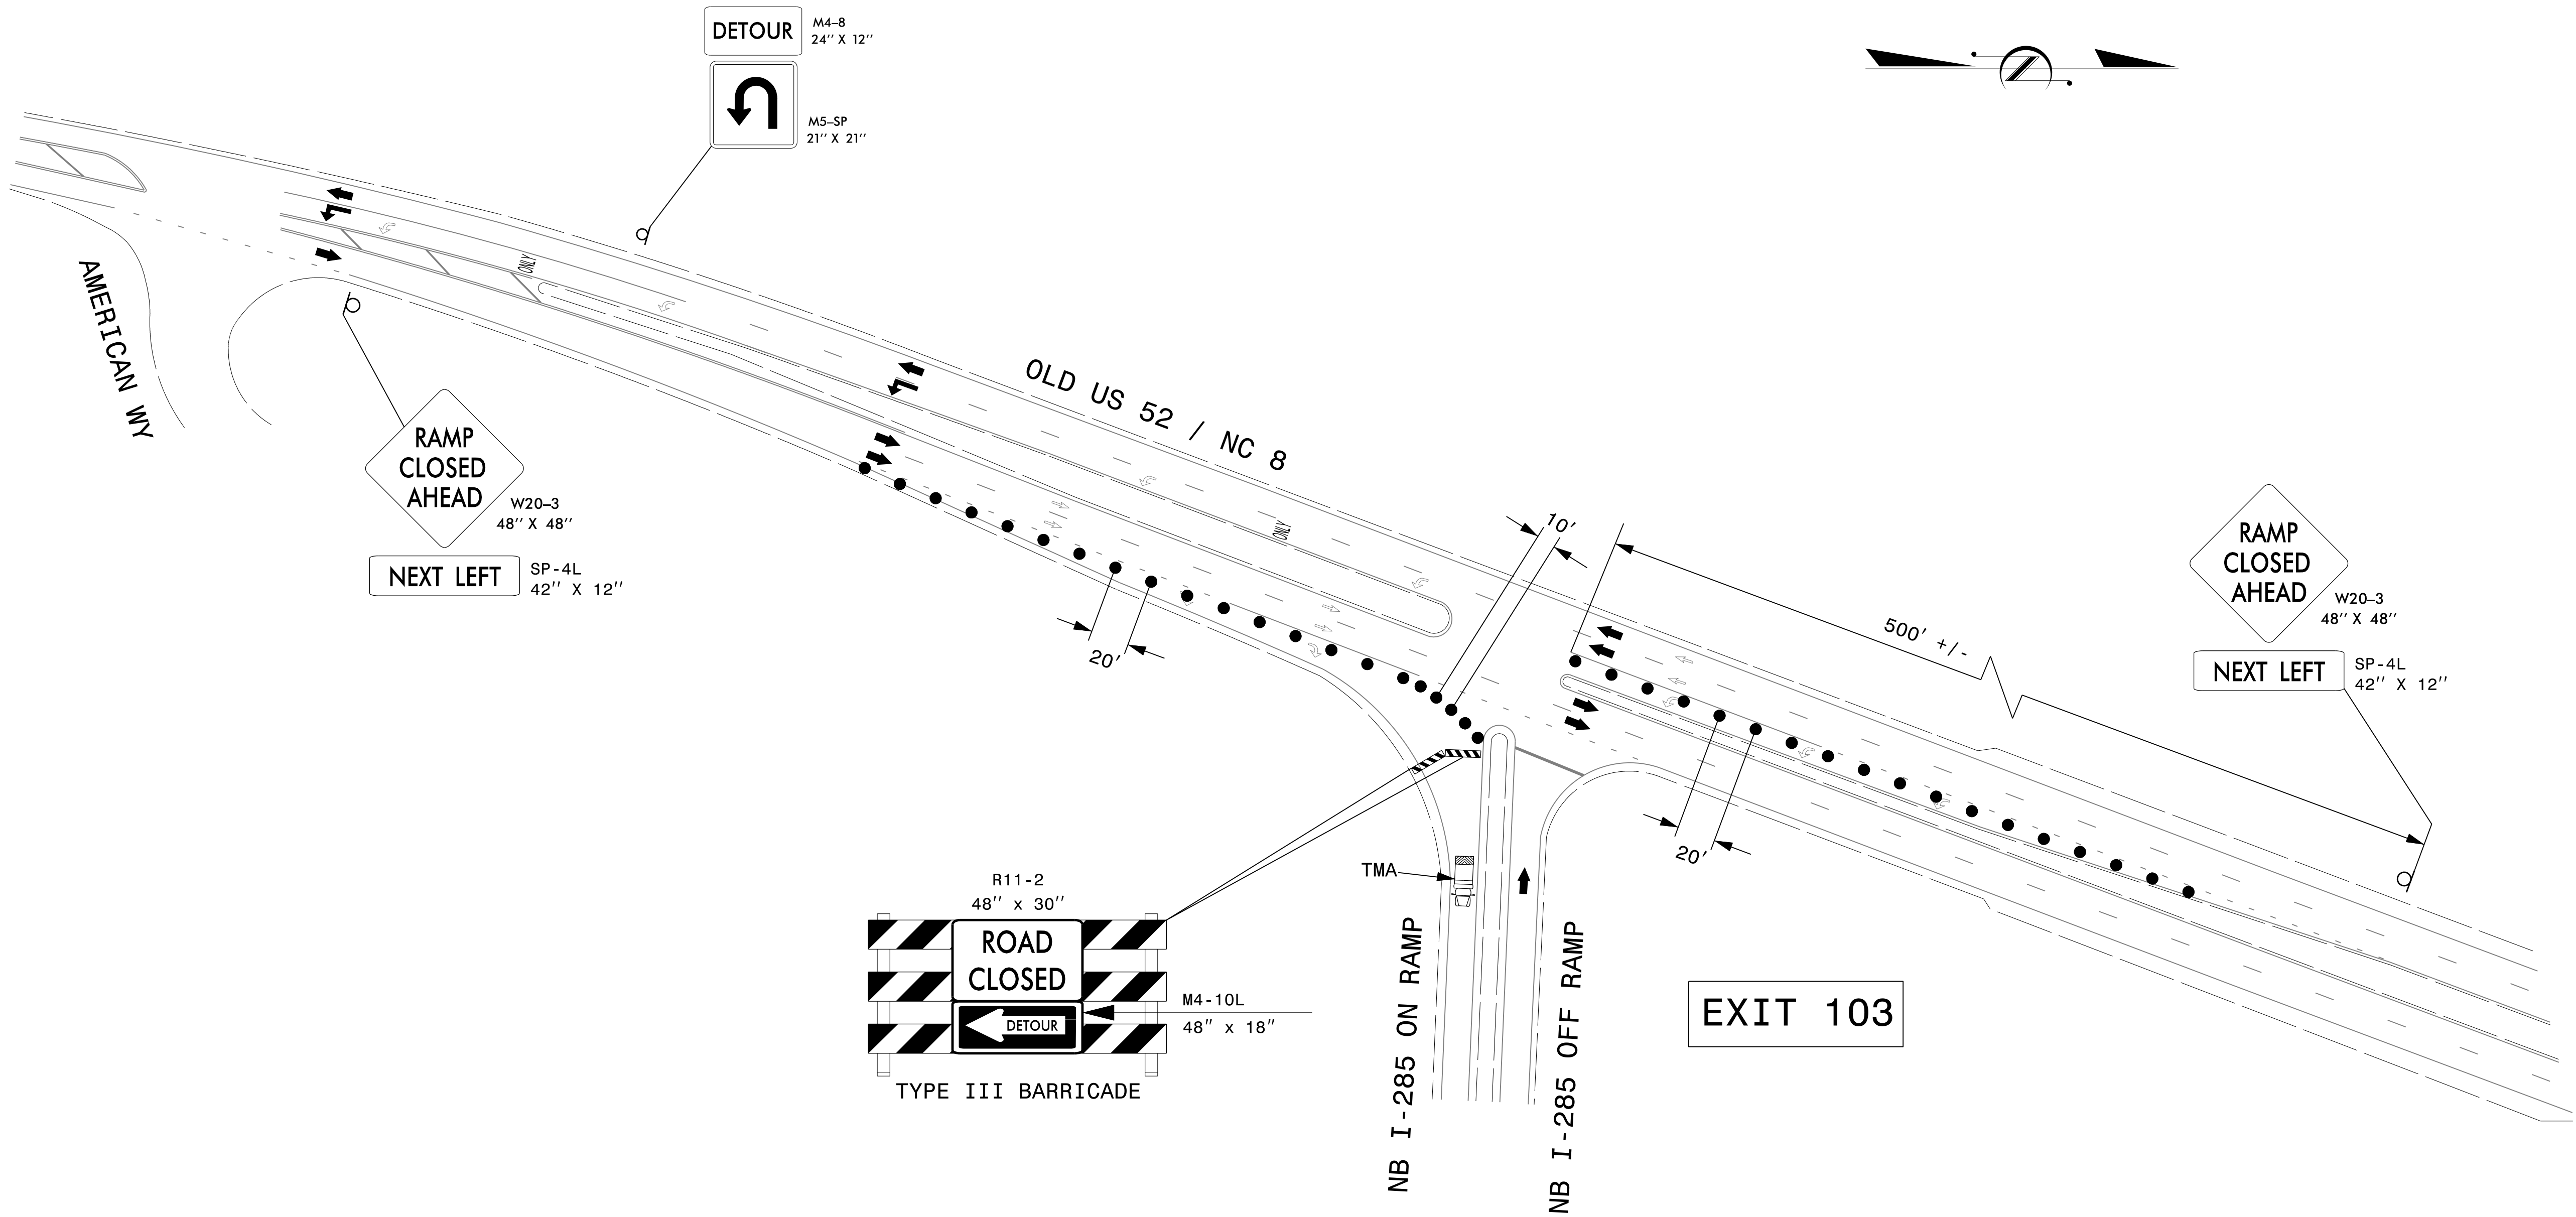 DETOUR
M4-8
24" X 12"
M5-SP
21" X 21"
AMERICAN WY
ONLY
OLD US 52 / NC 8
RAMP
CLOSED
AHEAD
W20-3
48" X 48"
NEXT LEFT
SP-4L
42" X 12"
ONLY
10'
20'
500' +/-
RAMP
CLOSED
AHEAD
W20-3
48" X 48"
NEXT LEFT
SP-4L
42" X 12"
20'
TMA
R11-2
48" x 30"
ROAD
CLOSED
DETOUR
M4-10L
48" x 18"
TYPE III BARRICADE
NB I-285 ON RAMP
NB I-285 OFF RAMP
EXIT 103